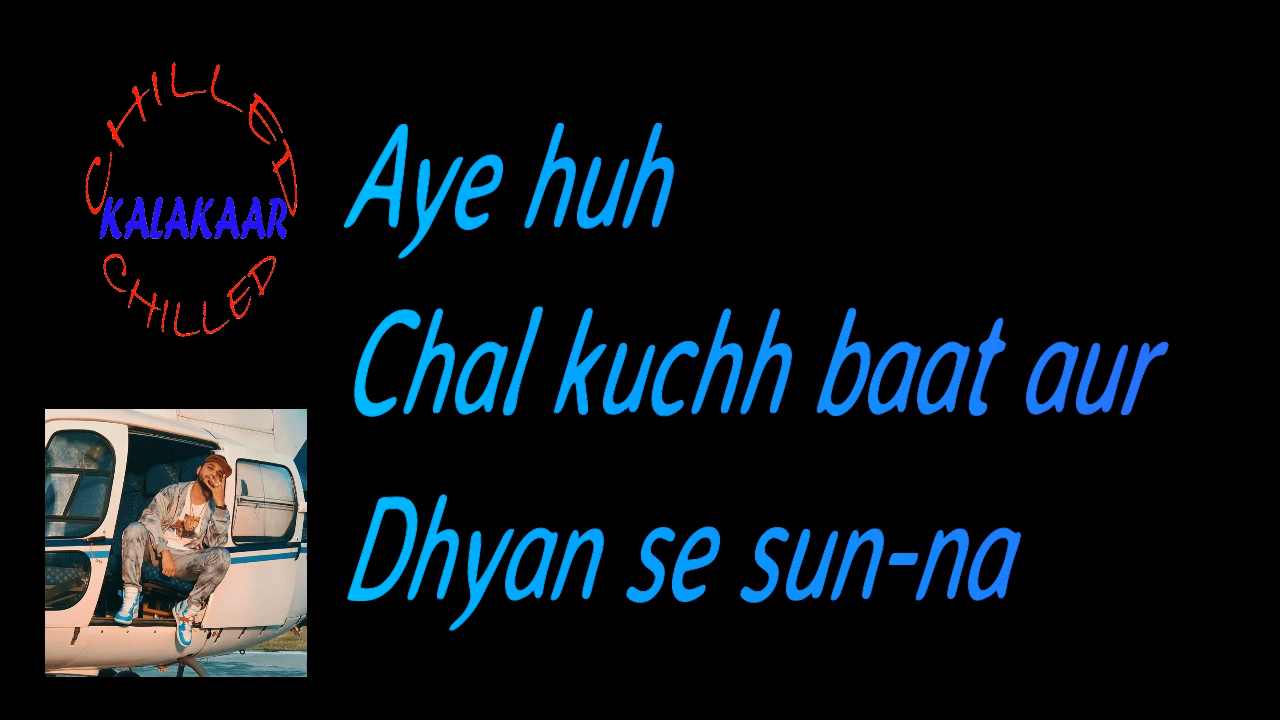 CHILLED
KALAKAAR
CHILLED
Aye huh
Chal kuchh baat aur
Dhyan se sun-na